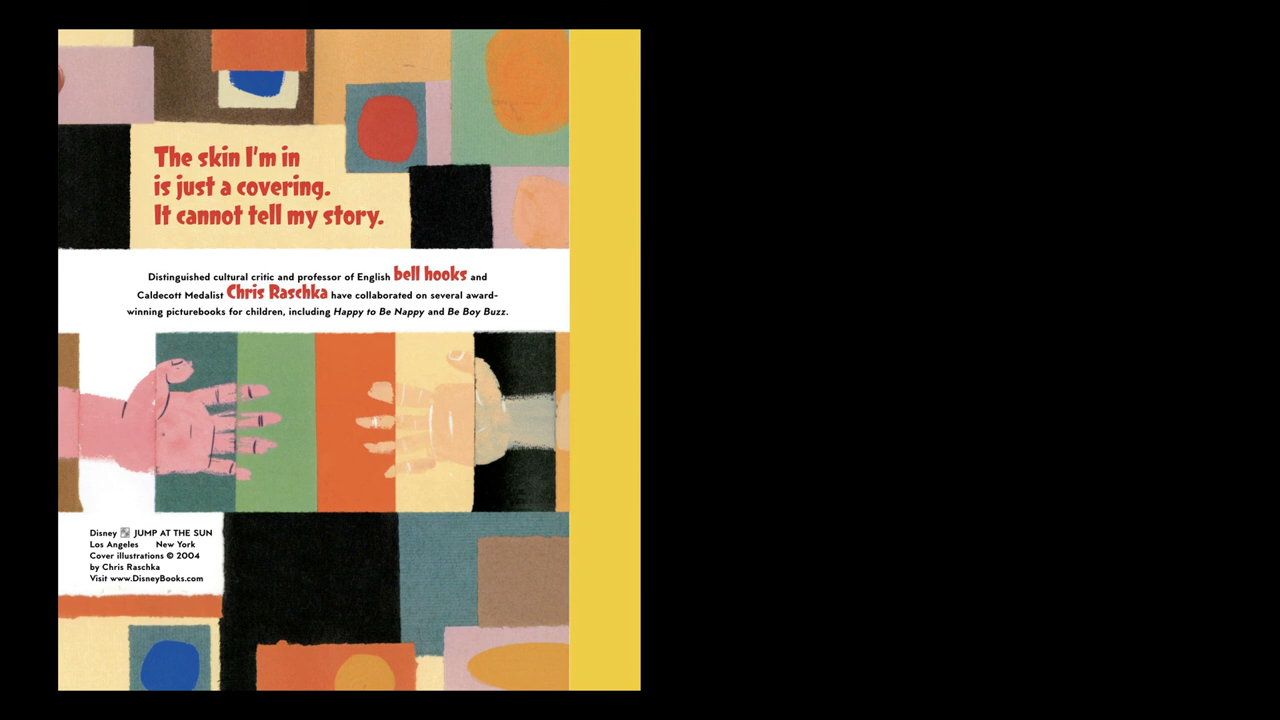 The skin I'm in
is just a covering.
It cannot tell my story.
Distinguished cultural critic and professor of English bell hooks and
Caldecott Medalist Chris Raschka have collaborated on several award-
winning picturebooks for children, including Happy to Be Nappy and Be Boy Buzz.
Disney JUMP AT THE SUN
Los Angeles New York
Cover illustrations © 2004
by Chris Raschka
Visit www.DisneyBooks.com